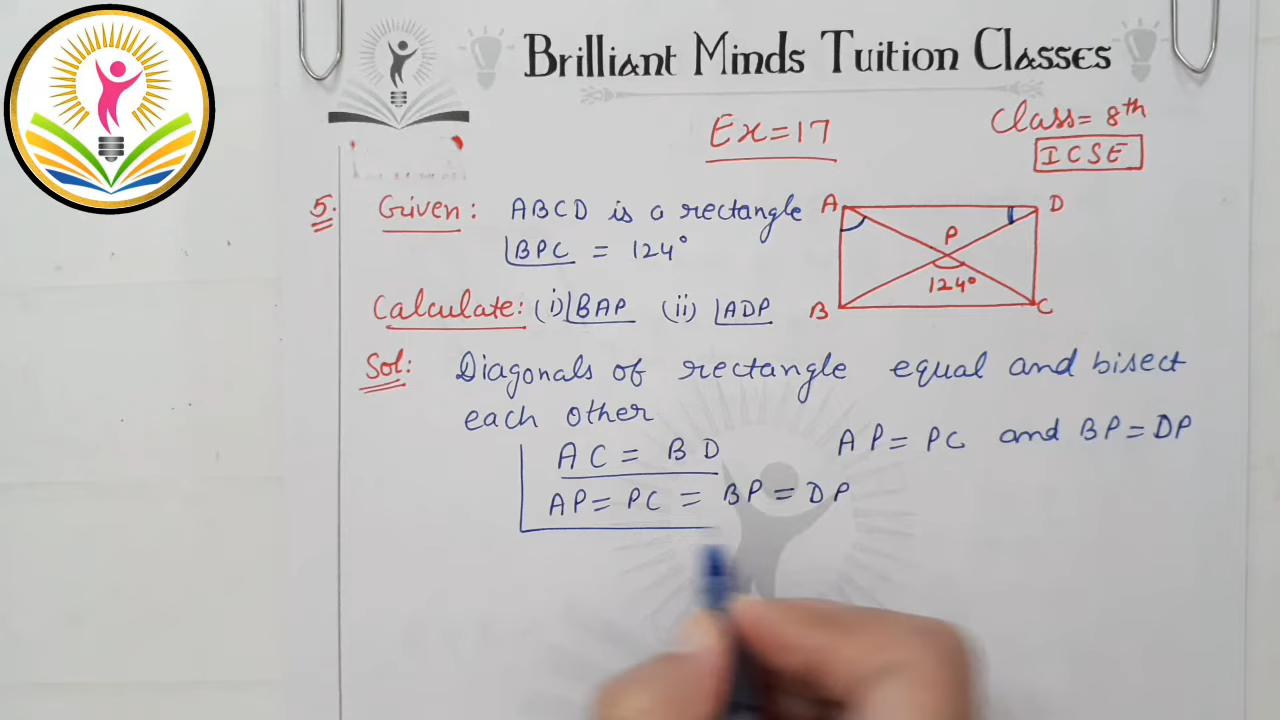 Brilliant Minds Tuition Classes
Ex=17
Class= 8th
ICSE
5. Given: ABCD is a rectangle
∠BPC = 124°
A D
P
124°
B C
Calculate: (i) ∠BAP (ii) ∠ADP
Sol: Diagonals of rectangle equal and bisect
each other
AC = BD AP = PC and BP = DP
AP = PC = BP = DP